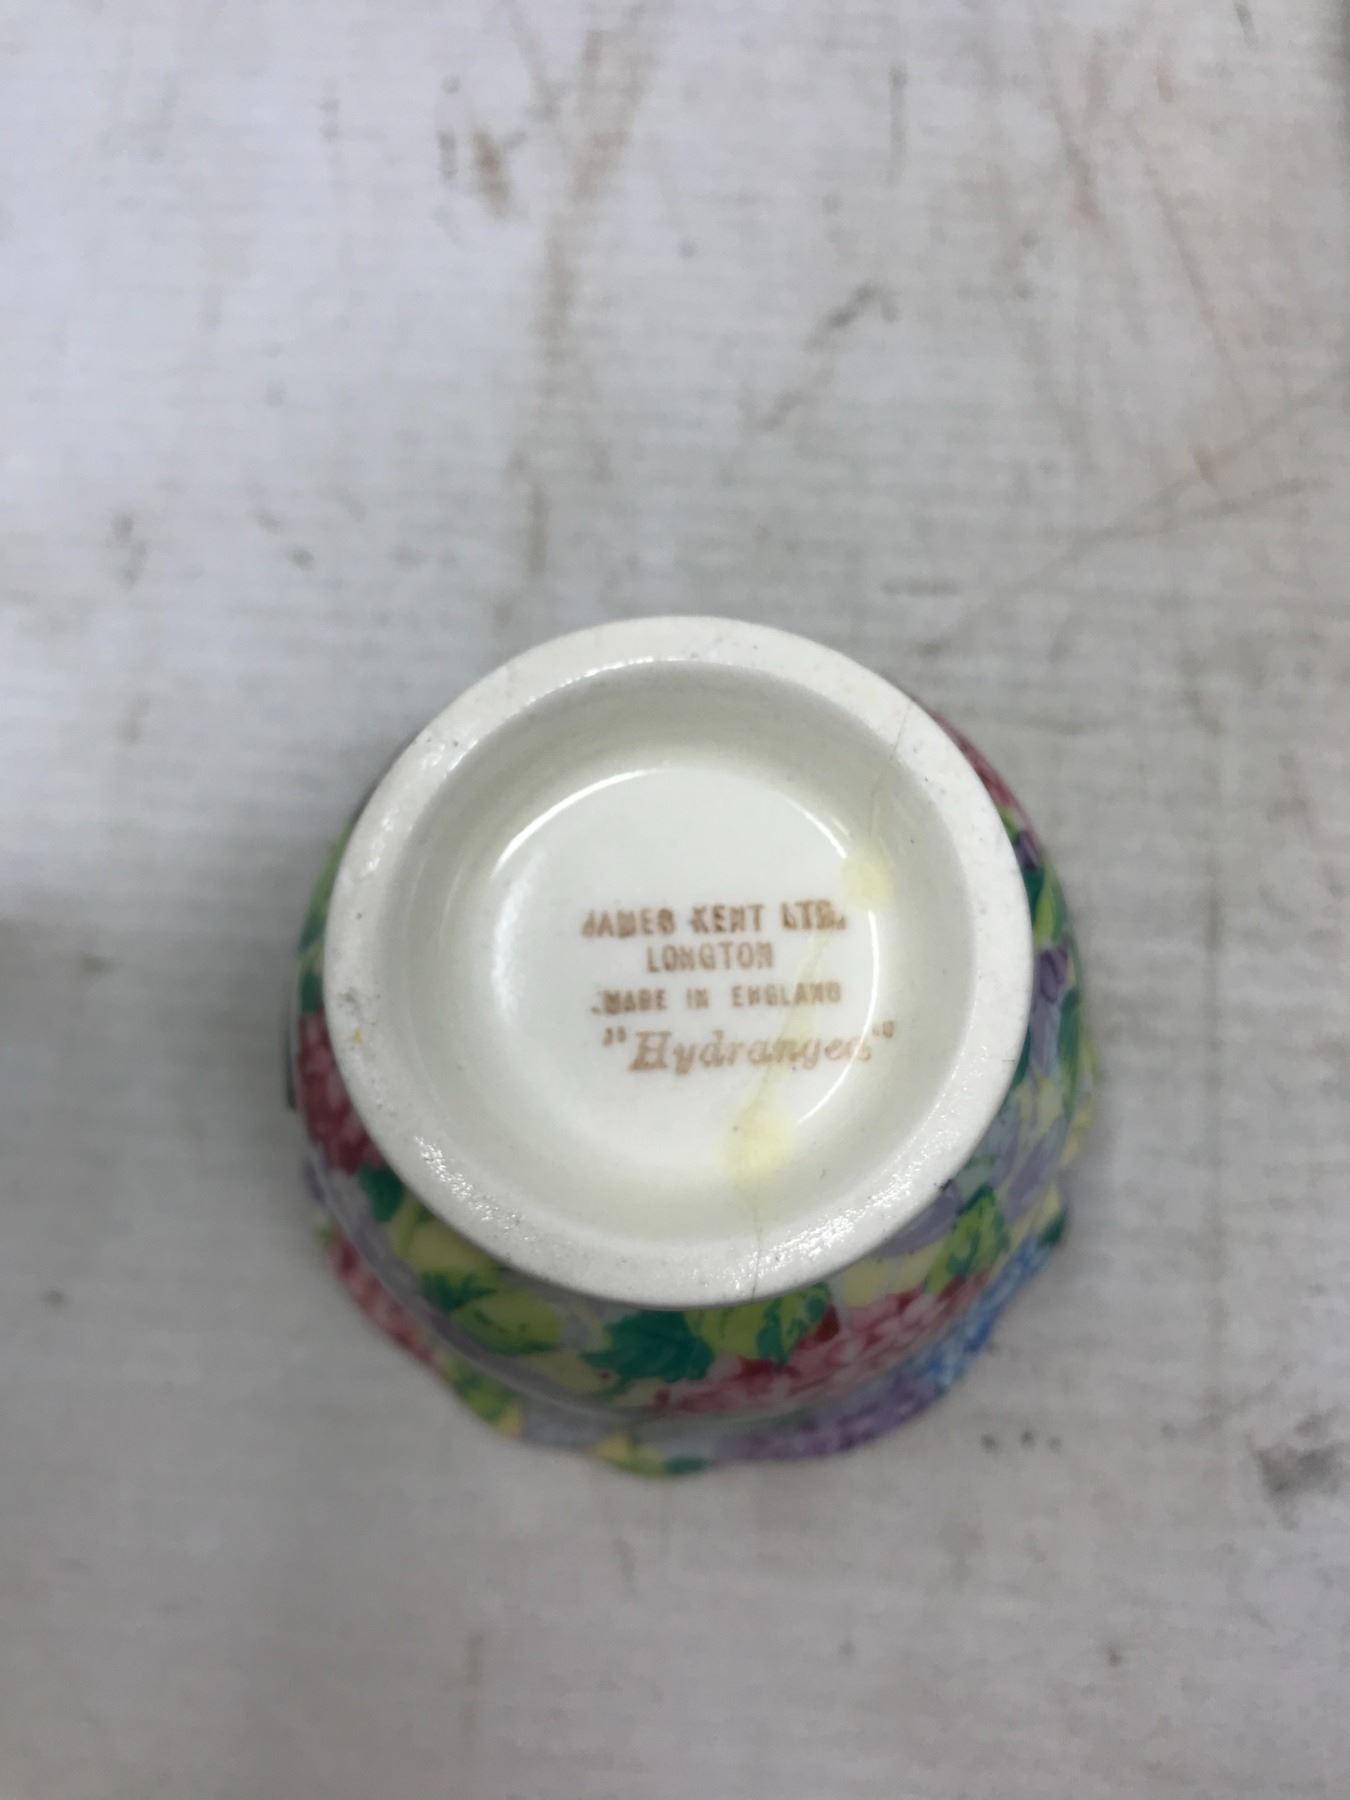 JAMES KENT LTD.
LONGTON
MADE IN ENGLAND
"Hydrangea"